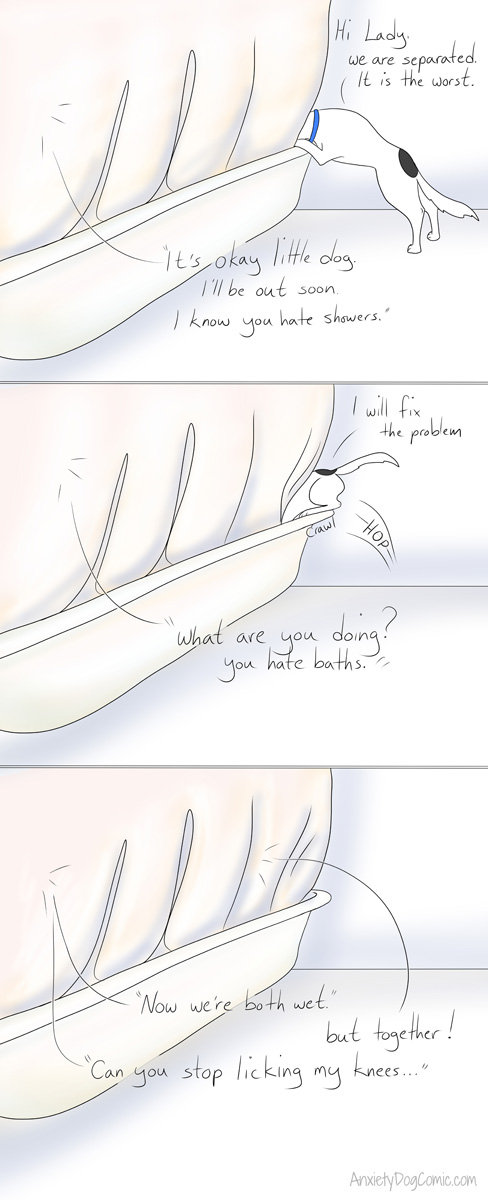 Hi Lady.
we are separated.
It is the worst.
"It's okay little dog.
I'll be out soon.
I know you hate showers."
I will fix
the problem
Crawl
HOP
"What are you doing?
you hate baths."
"Now we're both wet."
but together!
"Can you stop licking my knees..."
AnxietyDogComic.com